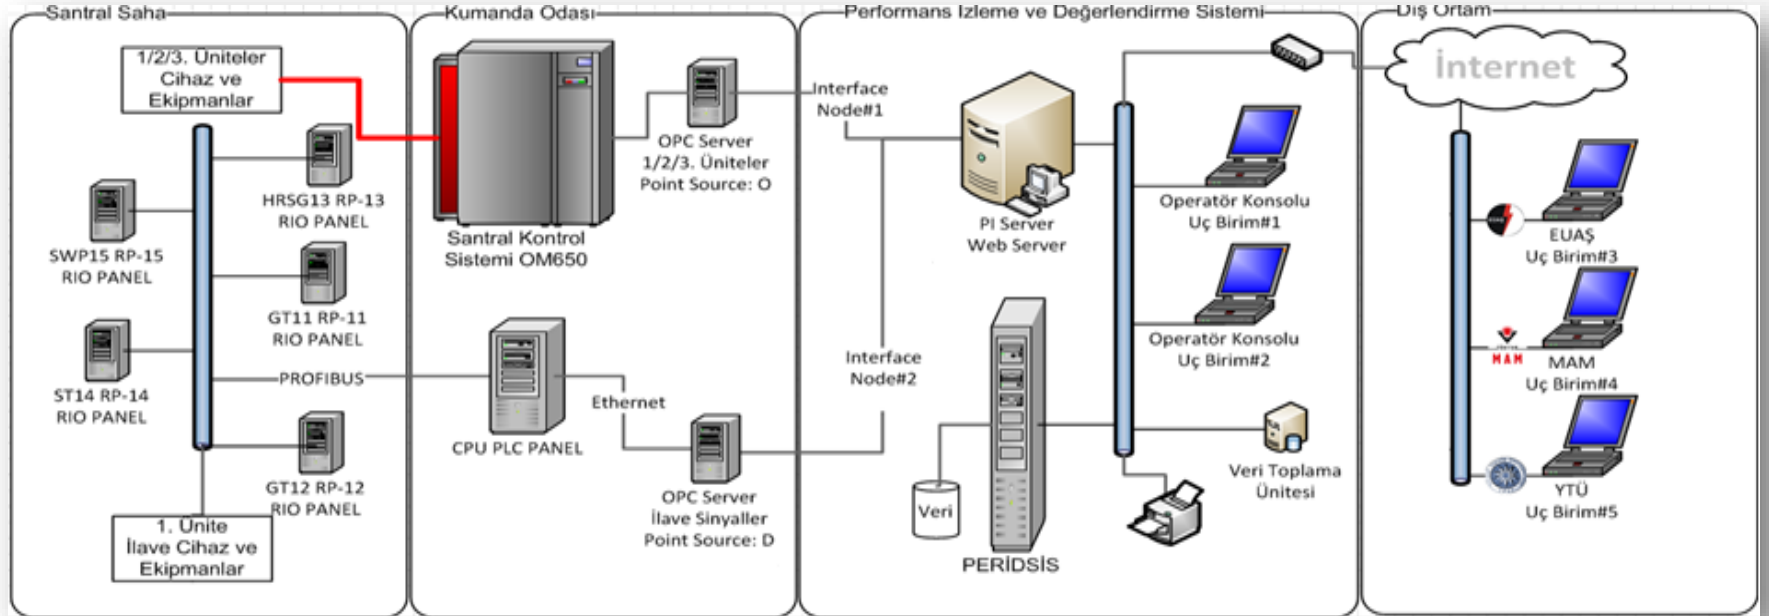 Santral Saha
1/2/3. Üniteler
Cihaz ve
Ekipmanlar
HRSG13 RP-13
RIO PANEL
SWP15 RP-15
RIO PANEL
GT11 RP-11
RIO PANEL
ST14 RP-14
RIO PANEL
PROFIBUS
GT12 RP-12
RIO PANEL
1. Ünite
İlave Cihaz ve
Ekipmanlar
Kumanda Odası
Santral Kontrol
Sistemi OM650
OPC Server
1/2/3. Üniteler
Point Source: O
CPU PLC PANEL
Ethernet
OPC Server
İlave Sinyaller
Point Source: D
Performans İzleme ve Değerlendirme Sistemi
Interface
Node#1
PI Server
Web Server
Interface
Node#2
Operatör Konsolu
Uç Birim#1
Operatör Konsolu
Uç Birim#2
Veri
PERİDSİS
Veri Toplama
Ünitesi
Dış Ortam
İnternet
EUAŞ
Uç Birim#3
MAM
MAM
Uç Birim#4
YTÜ
Uç Birim#5